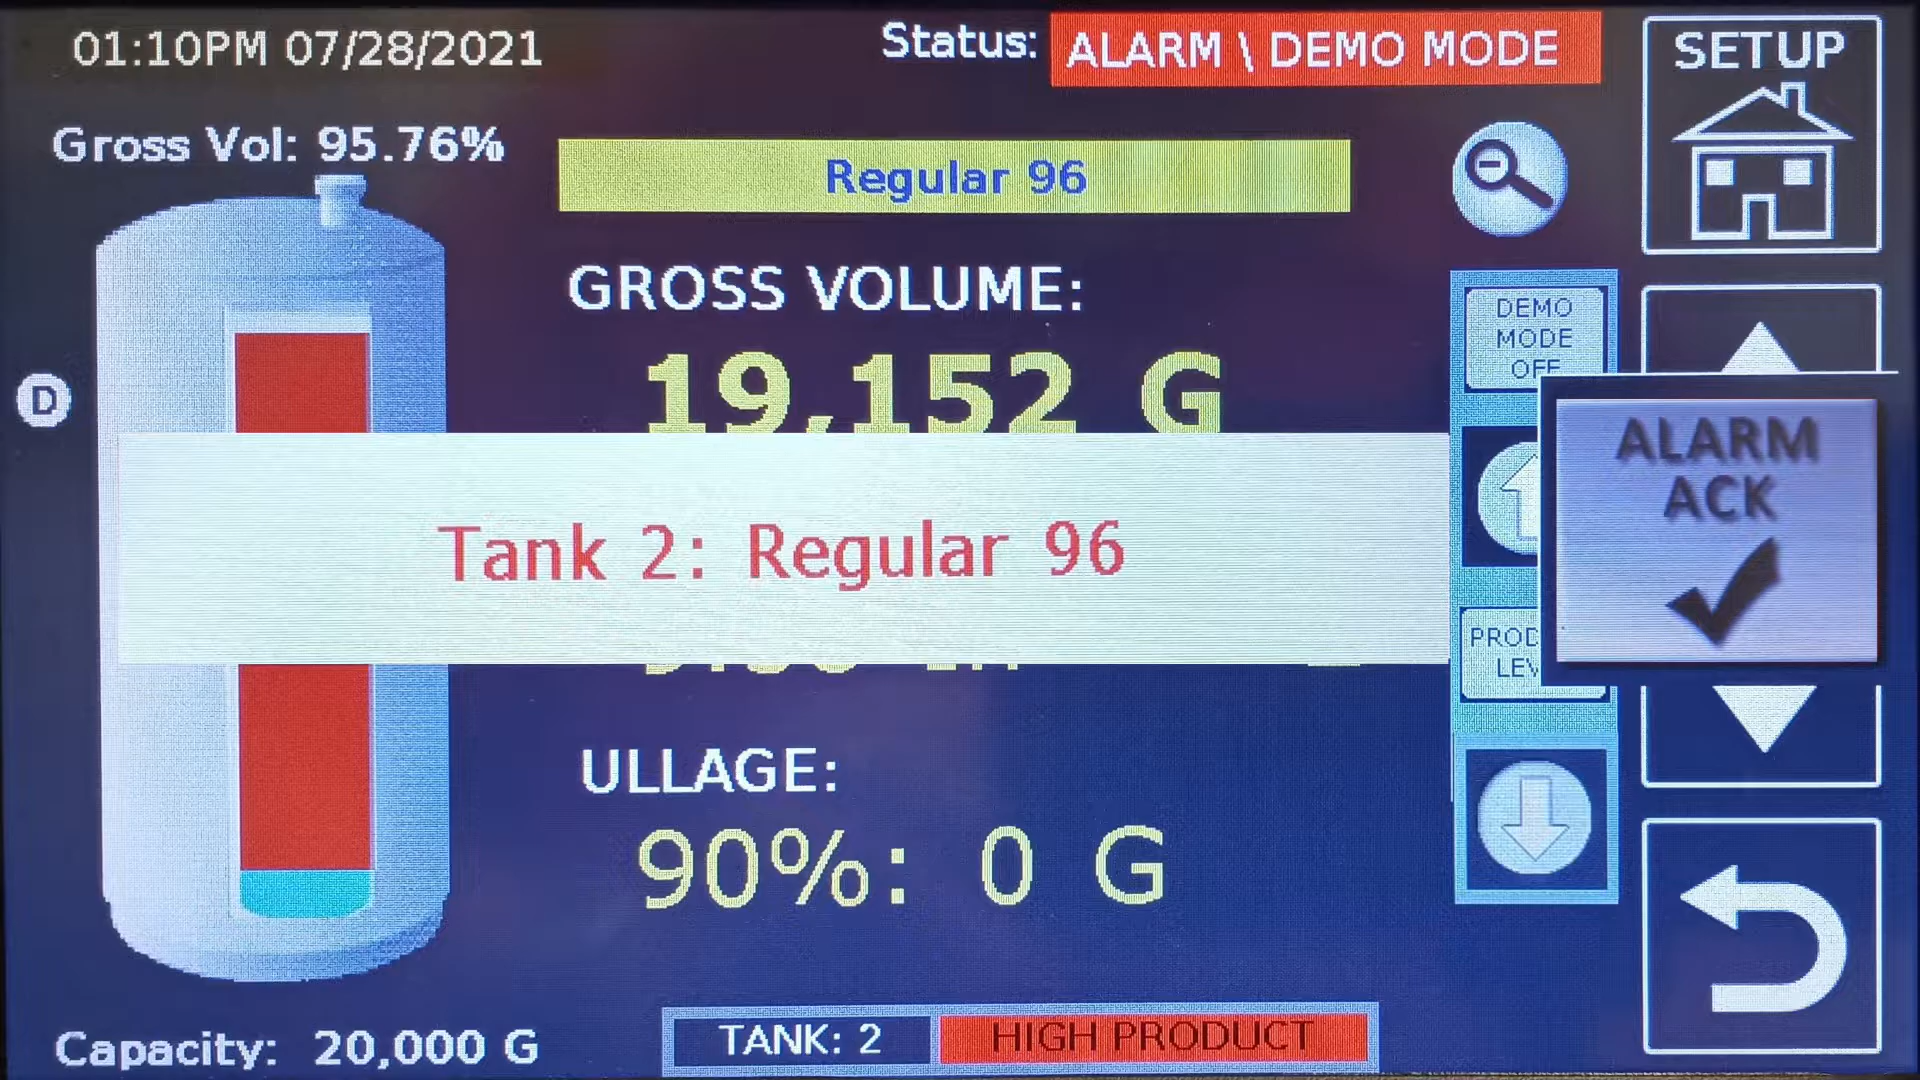 01:10PM 07/28/2021
Status: ALARM \ DEMO MODE
SETUP
Gross Vol: 95.76%
Regular 96
GROSS VOLUME:
19,152 G
DEMO
MODE
OFF
D
ALARM
ACK
Tank 2: Regular 96
ULLAGE:
90%: 0 G
Capacity: 20,000 G
TANK: 2
HIGH PRODUCT